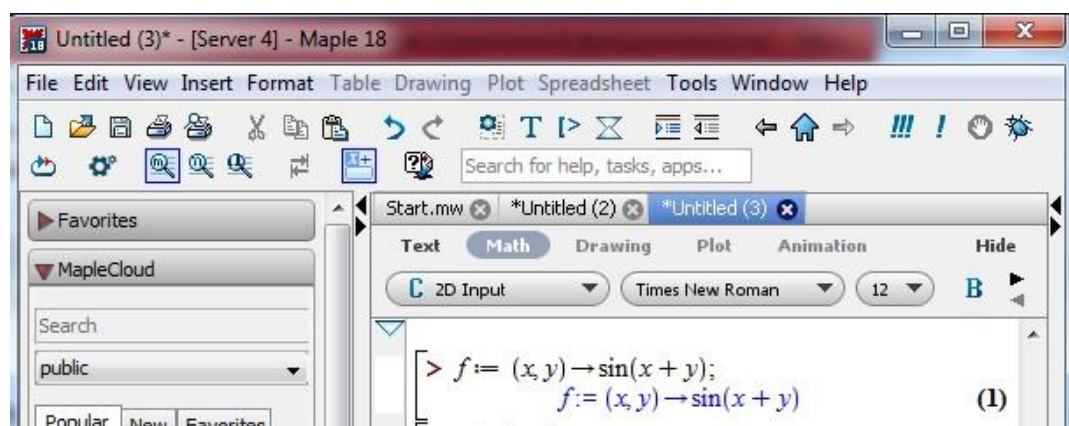 Untitled (3)* - [Server 4] - Maple 18
File Edit View Insert Format Table Drawing Plot Spreadsheet Tools Window Help
Search for help, tasks, apps...
Favorites
MapleCloud
Search
public
Popular New Favorites
Start.mw *Untitled (2) *Untitled (3)
Text Math Drawing Plot Animation Hide
C 2D Input Times New Roman 12 B
> f := (x, y)→sin(x + y);
f := (x, y)→sin(x + y) (1)